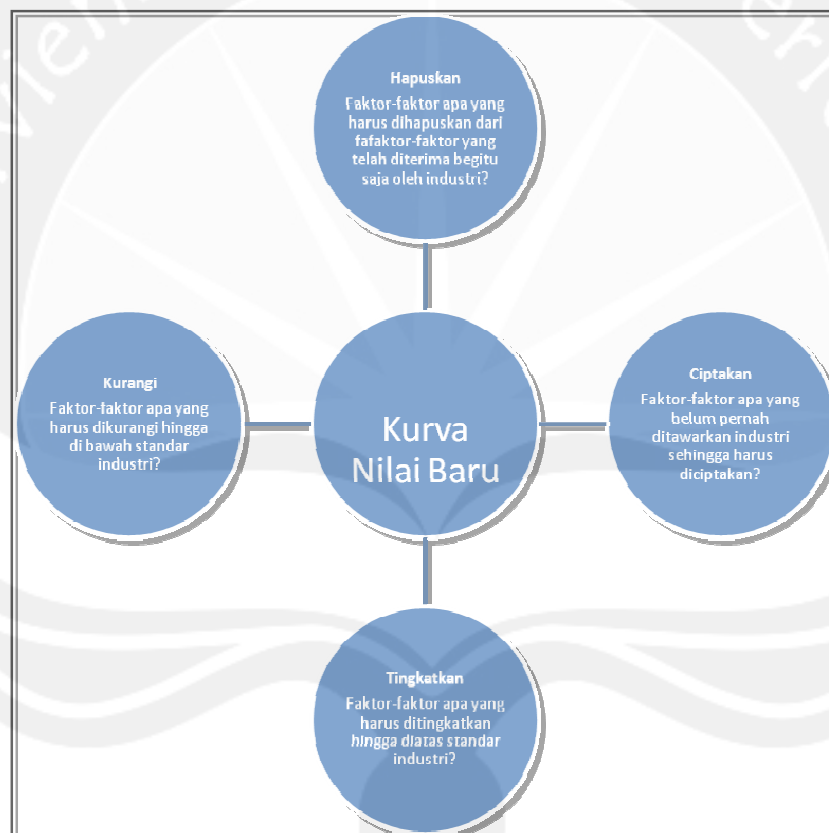 Hapuskan
Faktor-faktor apa yang
harus dihapuskan dari
fafaktor-faktor yang
telah diterima begitu
saja oleh industri?
Kurangi
Faktor-faktor apa yang
harus dikurangi hingga
di bawah standar
industri?
Kurva
Nilai Baru
Ciptakan
Faktor-faktor apa yang
belum pernah
ditawarkan industri
sehingga harus
diciptakan?
Tingkatkan
Faktor-faktor apa yang
harus ditingkatkan
hingga diatas standar
industri?